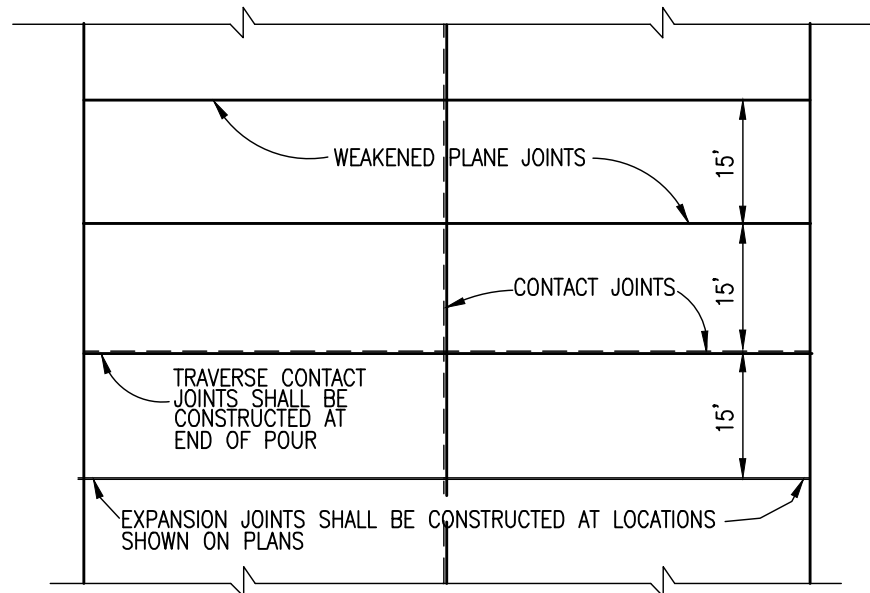 WEAKENED PLANE JOINTS
15'
CONTACT JOINTS
15'
TRAVERSE CONTACT
JOINTS SHALL BE
CONSTRUCTED AT
END OF POUR
15'
EXPANSION JOINTS SHALL BE CONSTRUCTED AT LOCATIONS
SHOWN ON PLANS